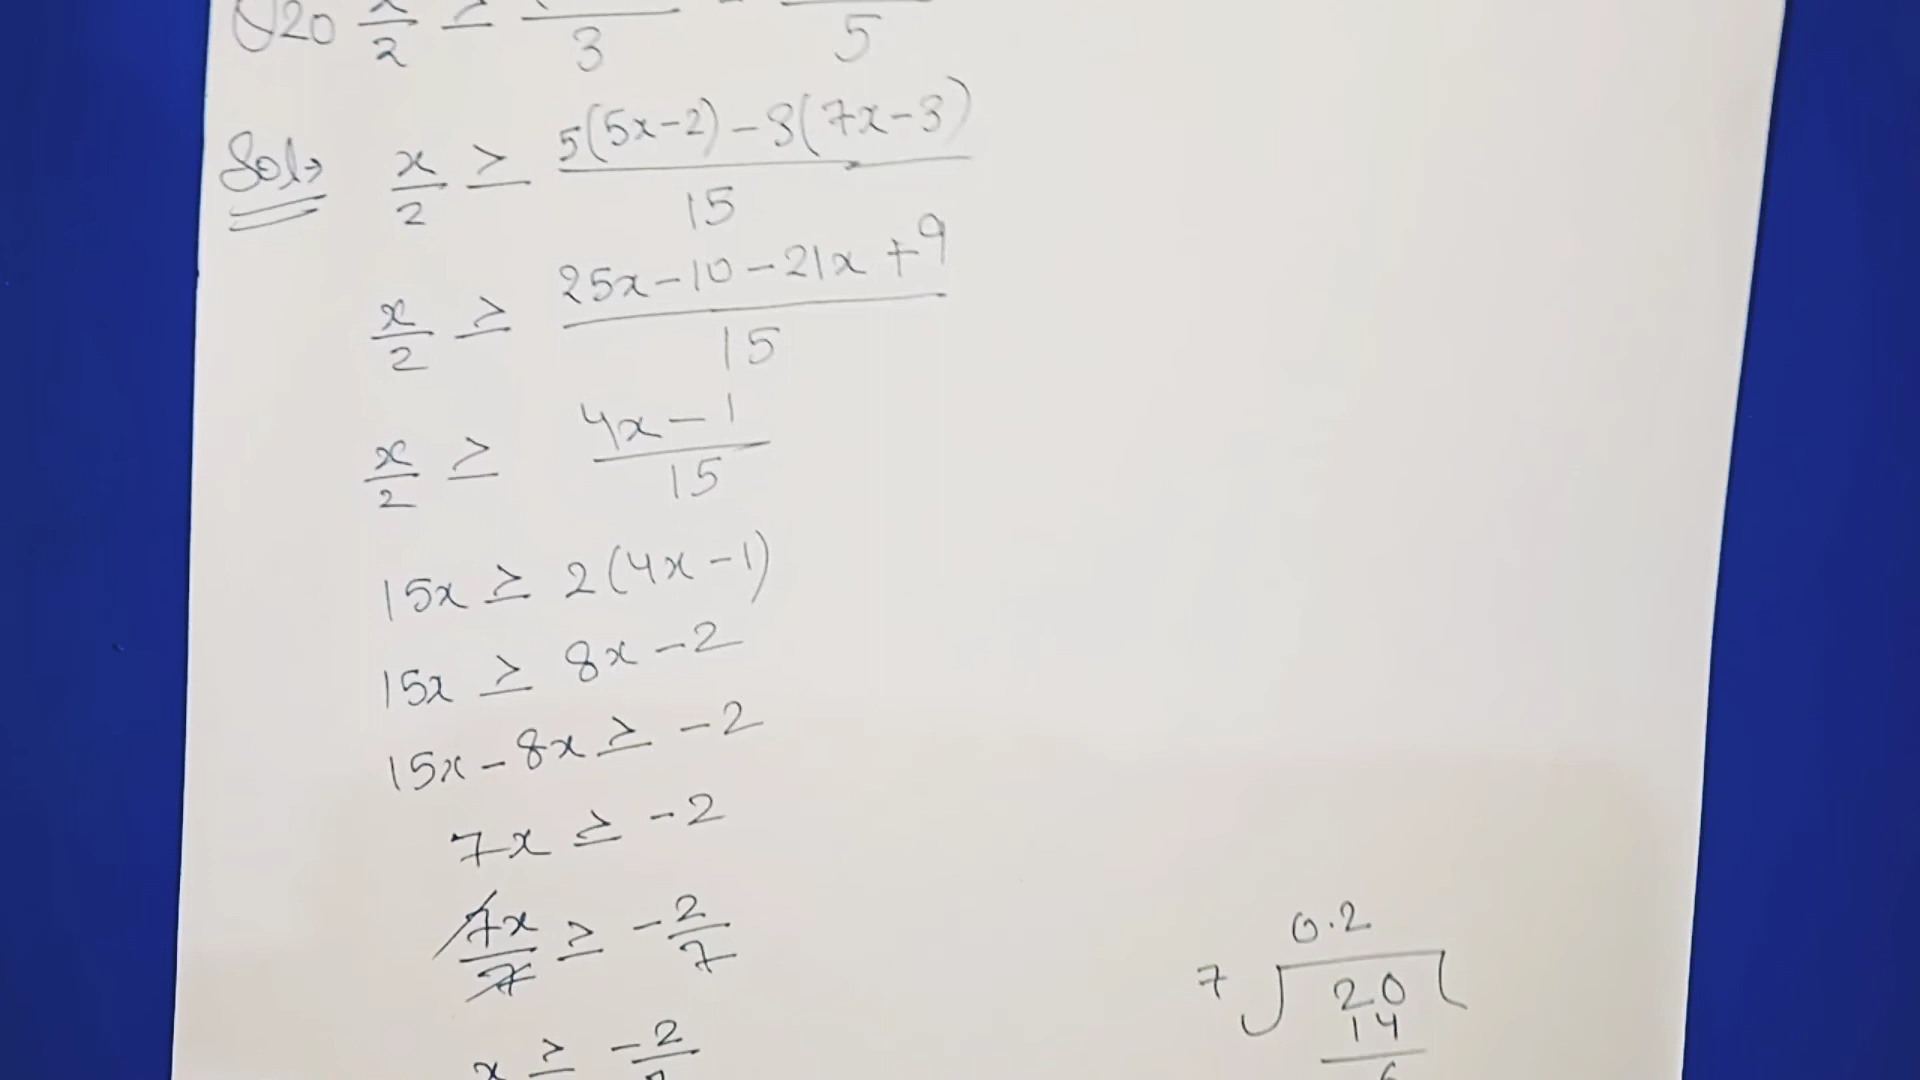 Q20 x/2 ≥ /3 - /5
Sol→ x/2 ≥ 5(5x-2)-3(7x-3)/15
x/2 ≥ 25x-10-21x+9/15
x/2 ≥ 4x-1/15
15x ≥ 2(4x-1)
15x ≥ 8x-2
15x-8x ≥ -2
7x ≥ -2
7x/7 ≥ -2/7
x ≥ -2/
0.2
7 20
14
6